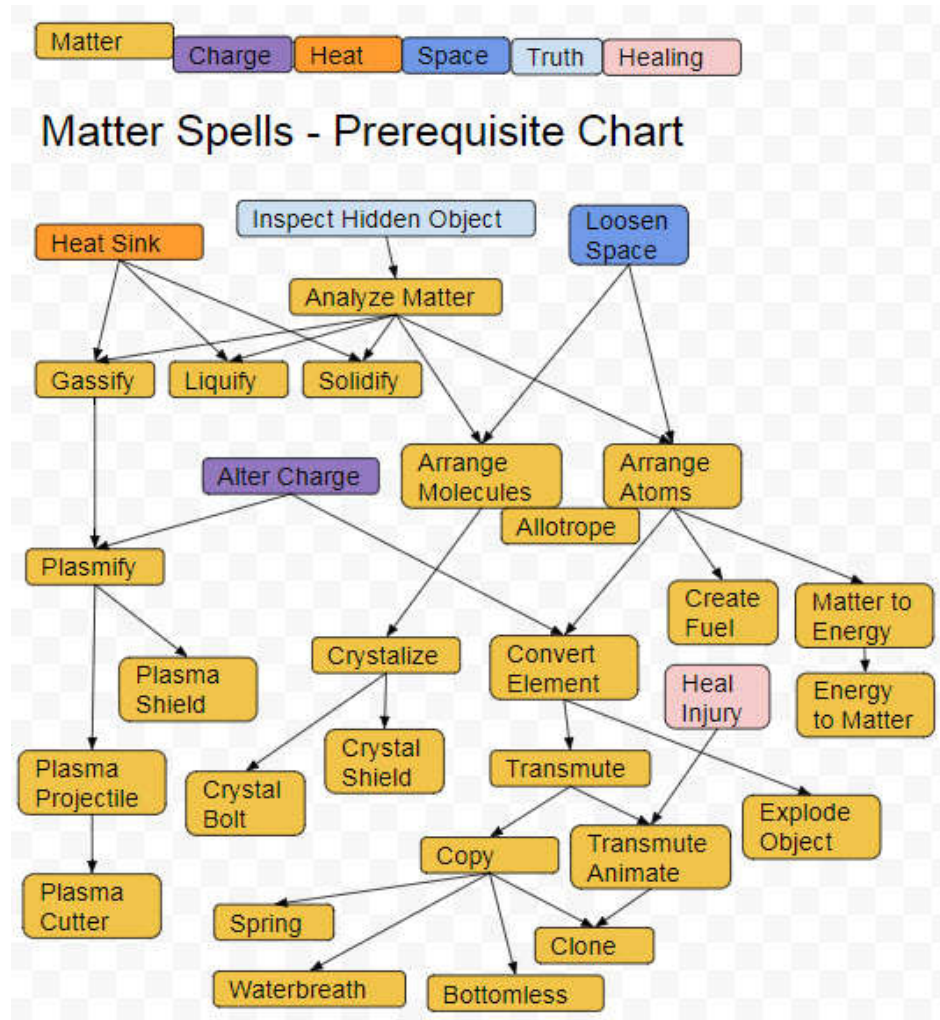 Matter
Charge
Heat
Space
Truth
Healing
Matter Spells - Prerequisite Chart
Inspect Hidden Object
Loosen
Space
Heat Sink
Analyze Matter
Gassify
Liquify
Solidify
Arrange
Molecules
Arrange
Atoms
Alter Charge
Allotrope
Plasmify
Create
Fuel
Matter to
Energy
Crystalize
Convert
Element
Plasma
Shield
Heal
Injury
Energy
to Matter
Crystal
Shield
Plasma
Projectile
Transmute
Crystal
Bolt
Explode
Object
Copy
Transmute
Animate
Plasma
Cutter
Spring
Clone
Waterbreath
Bottomless